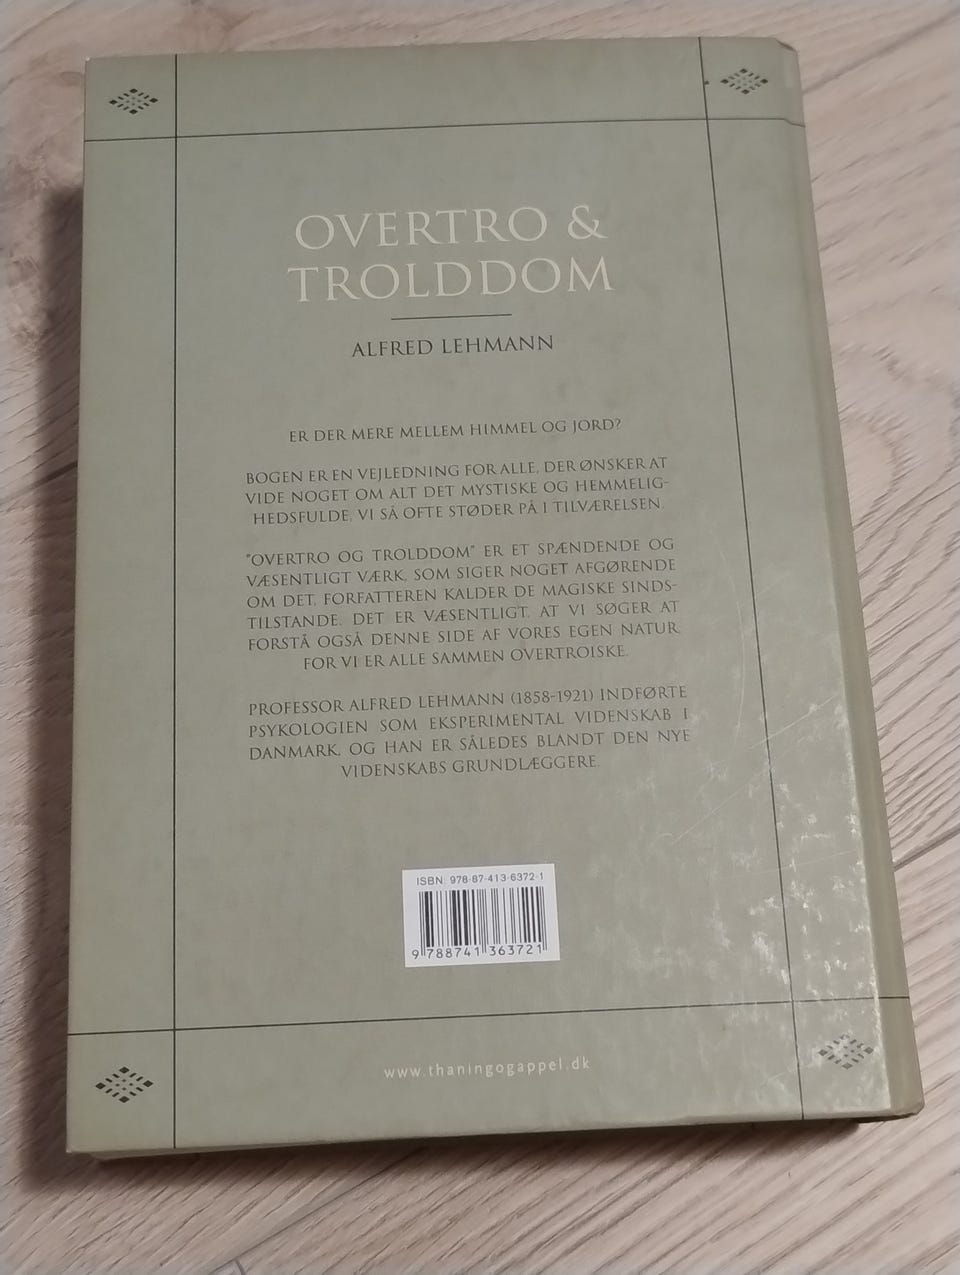 OVERTRO &
TROLDDOM
ALFRED LEHMANN
ER DER MERE MELLEM HIMMEL OG JORD?
BOGEN ER EN VEJLEDNING FOR ALLE, DER ØNSKER AT
VIDE NOGET OM ALT DET MYSTISKE OG HEMMELIG-
HEDSFULDE, VI SÅ OFTE STØDER PÅ I TILVÆRELSEN.
"OVERTRO OG TROLDDOM" ER ET SPÆNDENDE OG
VÆSENTLIGT VÆRK, SOM SIGER NOGET AFGØRENDE
OM DET, FORFATTEREN KALDER DE MAGISKE SINDS-
TILSTANDE. DET ER VÆSENTLIGT, AT VI SØGER AT
FORSTÅ OGSÅ DENNE SIDE AF VORES EGEN NATUR,
FOR VI ER ALLE SAMMEN OVERTROISKE.
PROFESSOR ALFRED LEHMANN (1858-1921) INDFØRTE
PSYKOLOGIEN SOM EKSPERIMENTAL VIDENSKAB I
DANMARK, OG HAN ER SÅLEDES BLANDT DEN NYE
VIDENSKABS GRUNDLÆGGERE.
ISBN: 978-87-413-6372-1
9 788741 363721
www.thaningogappel.dk